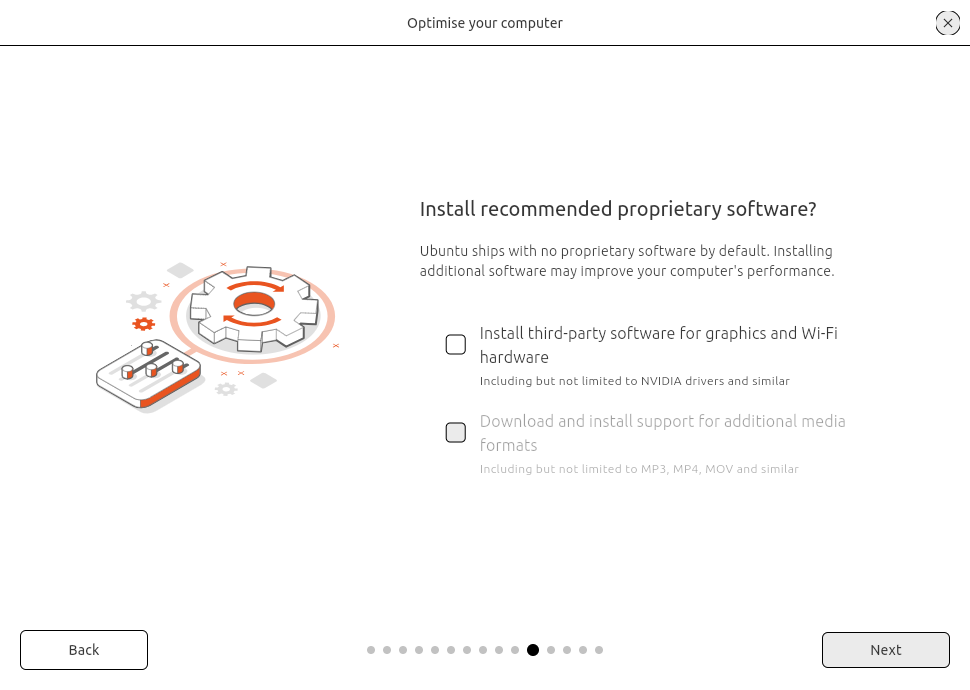 Optimise your computer
Install recommended proprietary software?
Ubuntu ships with no proprietary software by default. Installing
additional software may improve your computer's performance.
Install third-party software for graphics and Wi-Fi
hardware
Including but not limited to NVIDIA drivers and similar
Download and install support for additional media
formats
Including but not limited to MP3, MP4, MOV and similar
Back
Next